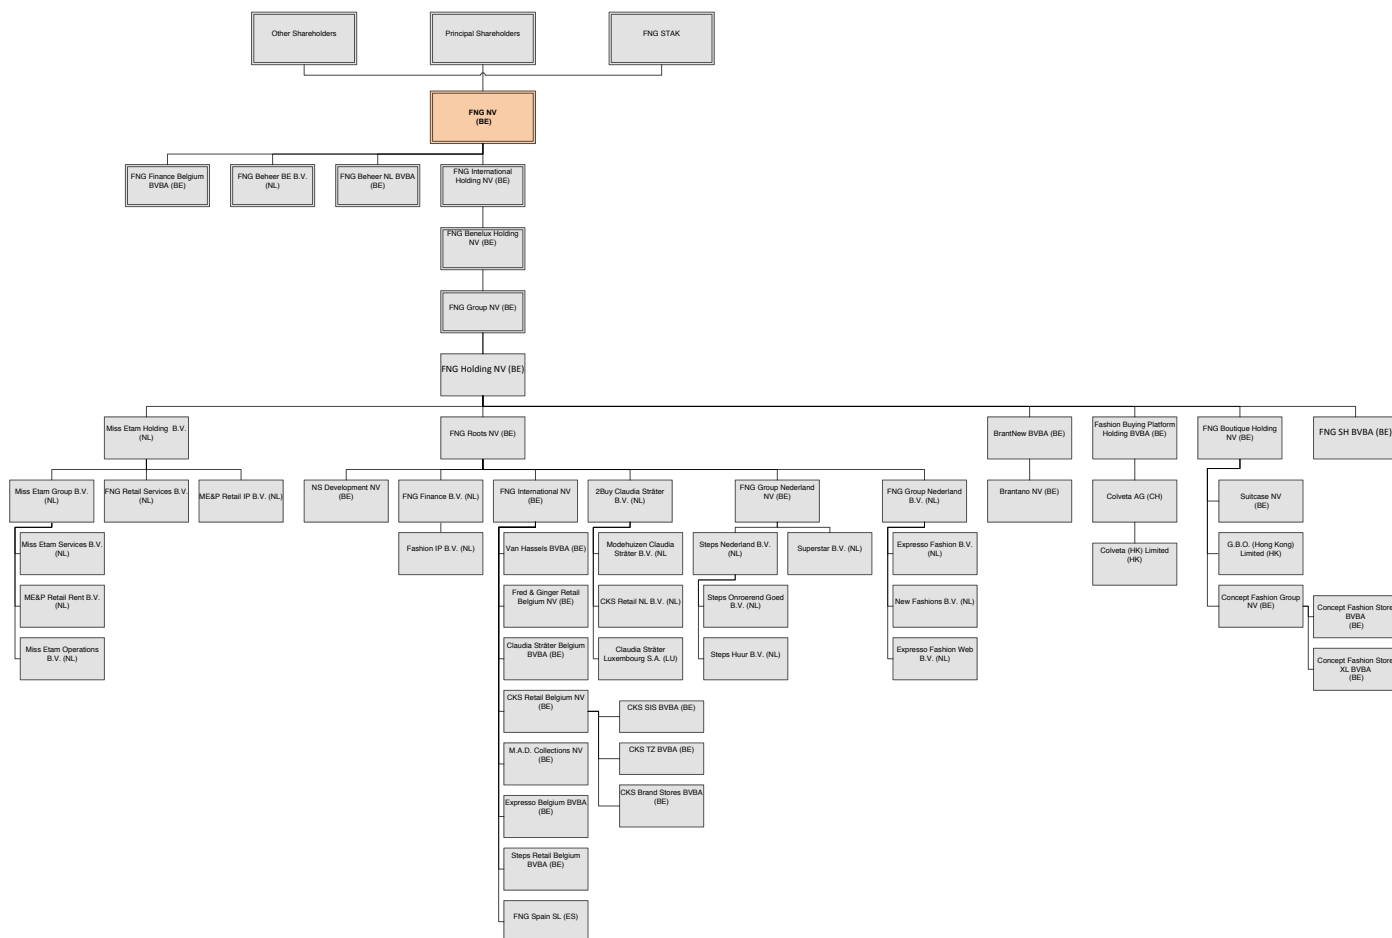 Other Shareholders
Principal Shareholders
FNG STAK
FNG NV
(BE)
FNG Finance Belgium
BVBA (BE)
FNG Beheer BE B.V.
(NL)
FNG Beheer NL BVBA
(BE)
FNG International
Holding NV (BE)
FNG Benelux Holding
NV (BE)
FNG Group NV (BE)
FNG Holding NV (BE)
Miss Etam Holding B.V.
(NL)
FNG Roots NV (BE)
BrantNew BVBA (BE)
Fashion Buying Platform
Holding BVBA (BE)
FNG Boutique Holding
NV (BE)
FNG SH BVBA (BE)
Miss Etam Group B.V.
(NL)
FNG Retail Services B.V.
(NL)
ME&P Retail IP B.V. (NL)
NS Development NV
(BE)
FNG Finance B.V. (NL)
FNG International NV
(BE)
2Buy Claudia Sträter
B.V. (NL)
FNG Group Nederland
NV (BE)
FNG Group Nederland
B.V. (NL)
Brantano NV (BE)
Colveta AG (CH)
Suitcase NV
(BE)
Miss Etam Services B.V.
(NL)
Fashion IP B.V. (NL)
Van Hassels BVBA (BE)
Modehuizen Claudia
Sträter B.V. (NL
Steps Nederland B.V.
(NL)
Superstar B.V. (NL)
Expresso Fashion B.V.
(NL)
Colveta (HK) Limited
(HK)
G.B.O. (Hong Kong)
Limited (HK)
ME&P Retail Rent B.V.
(NL)
Fred & Ginger Retail
Belgium NV (BE)
CKS Retail NL B.V. (NL)
Steps Onroerend Goed
B.V. (NL)
New Fashions B.V. (NL)
Concept Fashion Group
NV (BE)
Concept Fashion Store
BVBA
(BE)
Miss Etam Operations
B.V. (NL)
Claudia Sträter Belgium
BVBA (BE)
Claudia Sträter
Luxembourg S.A. (LU)
Steps Huur B.V. (NL)
Expresso Fashion Web
B.V. (NL)
Concept Fashion Store
XL BVBA
(BE)
CKS Retail Belgium NV
(BE)
CKS SIS BVBA (BE)
M.A.D. Collections NV
(BE)
CKS TZ BVBA (BE)
Expresso Belgium BVBA
(BE)
CKS Brand Stores BVBA
(BE)
Steps Retail Belgium
BVBA (BE)
FNG Spain SL (ES)